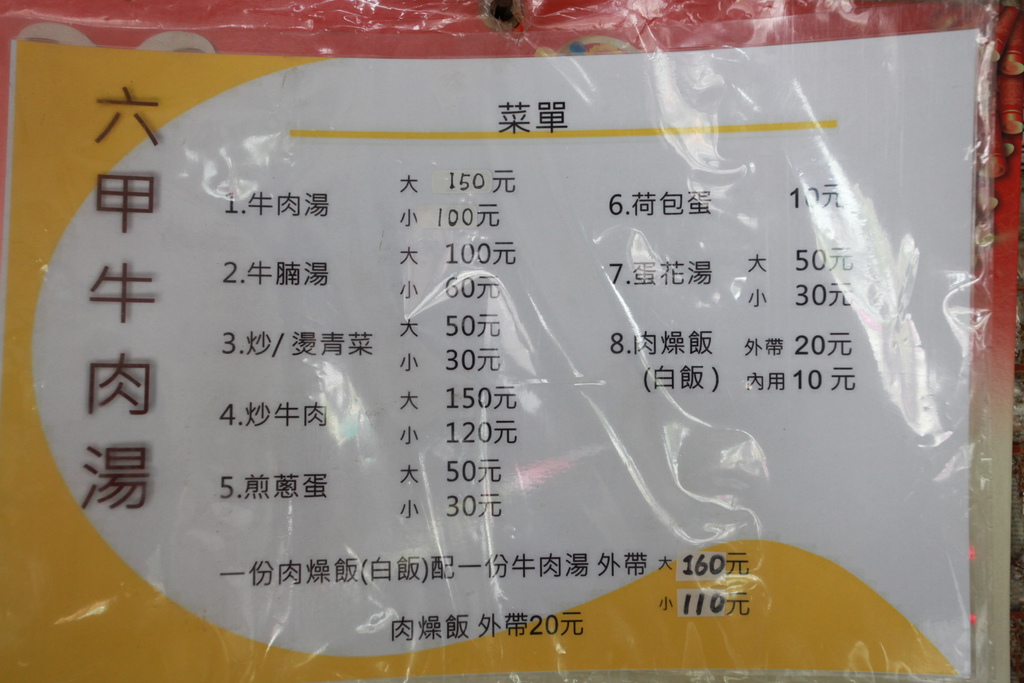 六甲牛肉湯
菜單
1.牛肉湯 大 150元
小 100元
2.牛腩湯 大 100元
小 60元
3.炒/燙青菜 大 50元
小 30元
4.炒牛肉 大 150元
小 120元
5.煎蔥蛋 大 50元
小 30元
6.荷包蛋 10元
7.蛋花湯 大 50元
小 30元
8.肉燥飯 外帶 20元
(白飯) 內用 10元
一份肉燥飯(白飯)配一份牛肉湯 外帶 大 160元
小 110元
肉燥飯 外帶20元